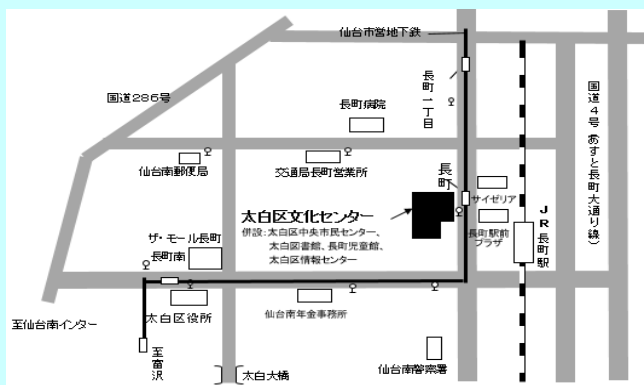 仙台市営地下鉄
国道286号
長町一丁目
長町病院
国道4号(あすと長町大通り線)
仙台南郵便局
交通局長町営業所
長町
サイゼリア
太白区文化センター
併設:太白区中央市民センター、
太白図書館、長町児童館、
太白区情報センター
長町駅前
プラザ
JR長町駅
ザ・モール長町
長町南
太白区役所
仙台南年金事務所
至仙台南インター
至富沢
太白大橋
仙台南警察署